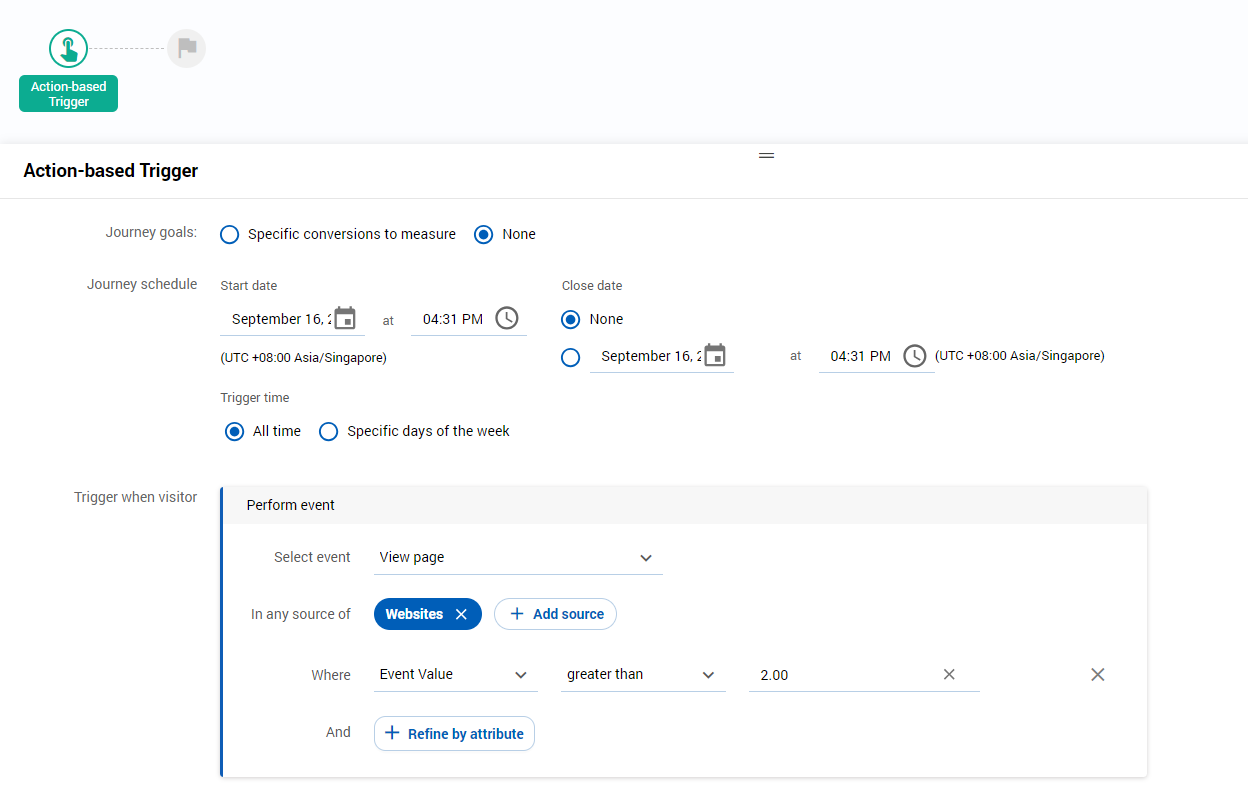 Action-based
Trigger
Action-based Trigger
Journey goals: Specific conversions to measure None
Journey schedule Start date Close date
September 16, at 04:31 PM None
(UTC +08:00 Asia/Singapore) September 16, at 04:31 PM (UTC +08:00 Asia/Singapore)
Trigger time
All time Specific days of the week
Trigger when visitor Perform event
Select event View page
In any source of Websites Add source
Where Event Value greater than 2.00
And Refine by attribute